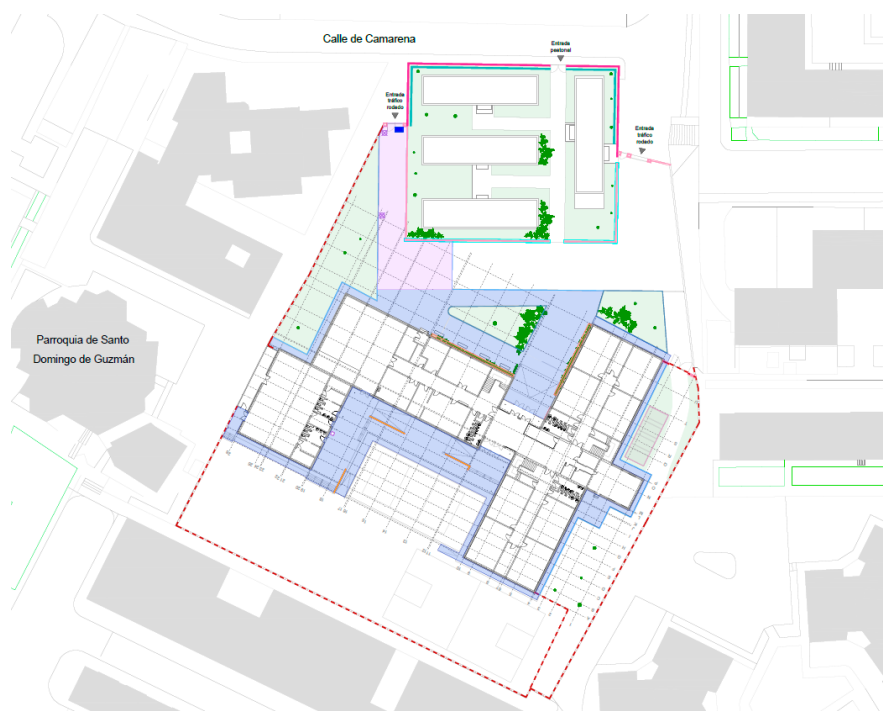 Calle de Camarena
Entrada
peatonal
Entrada
tráfico
rodado
Entrada
tráfico
rodado
Parroquia de Santo
Domingo de Guzmán